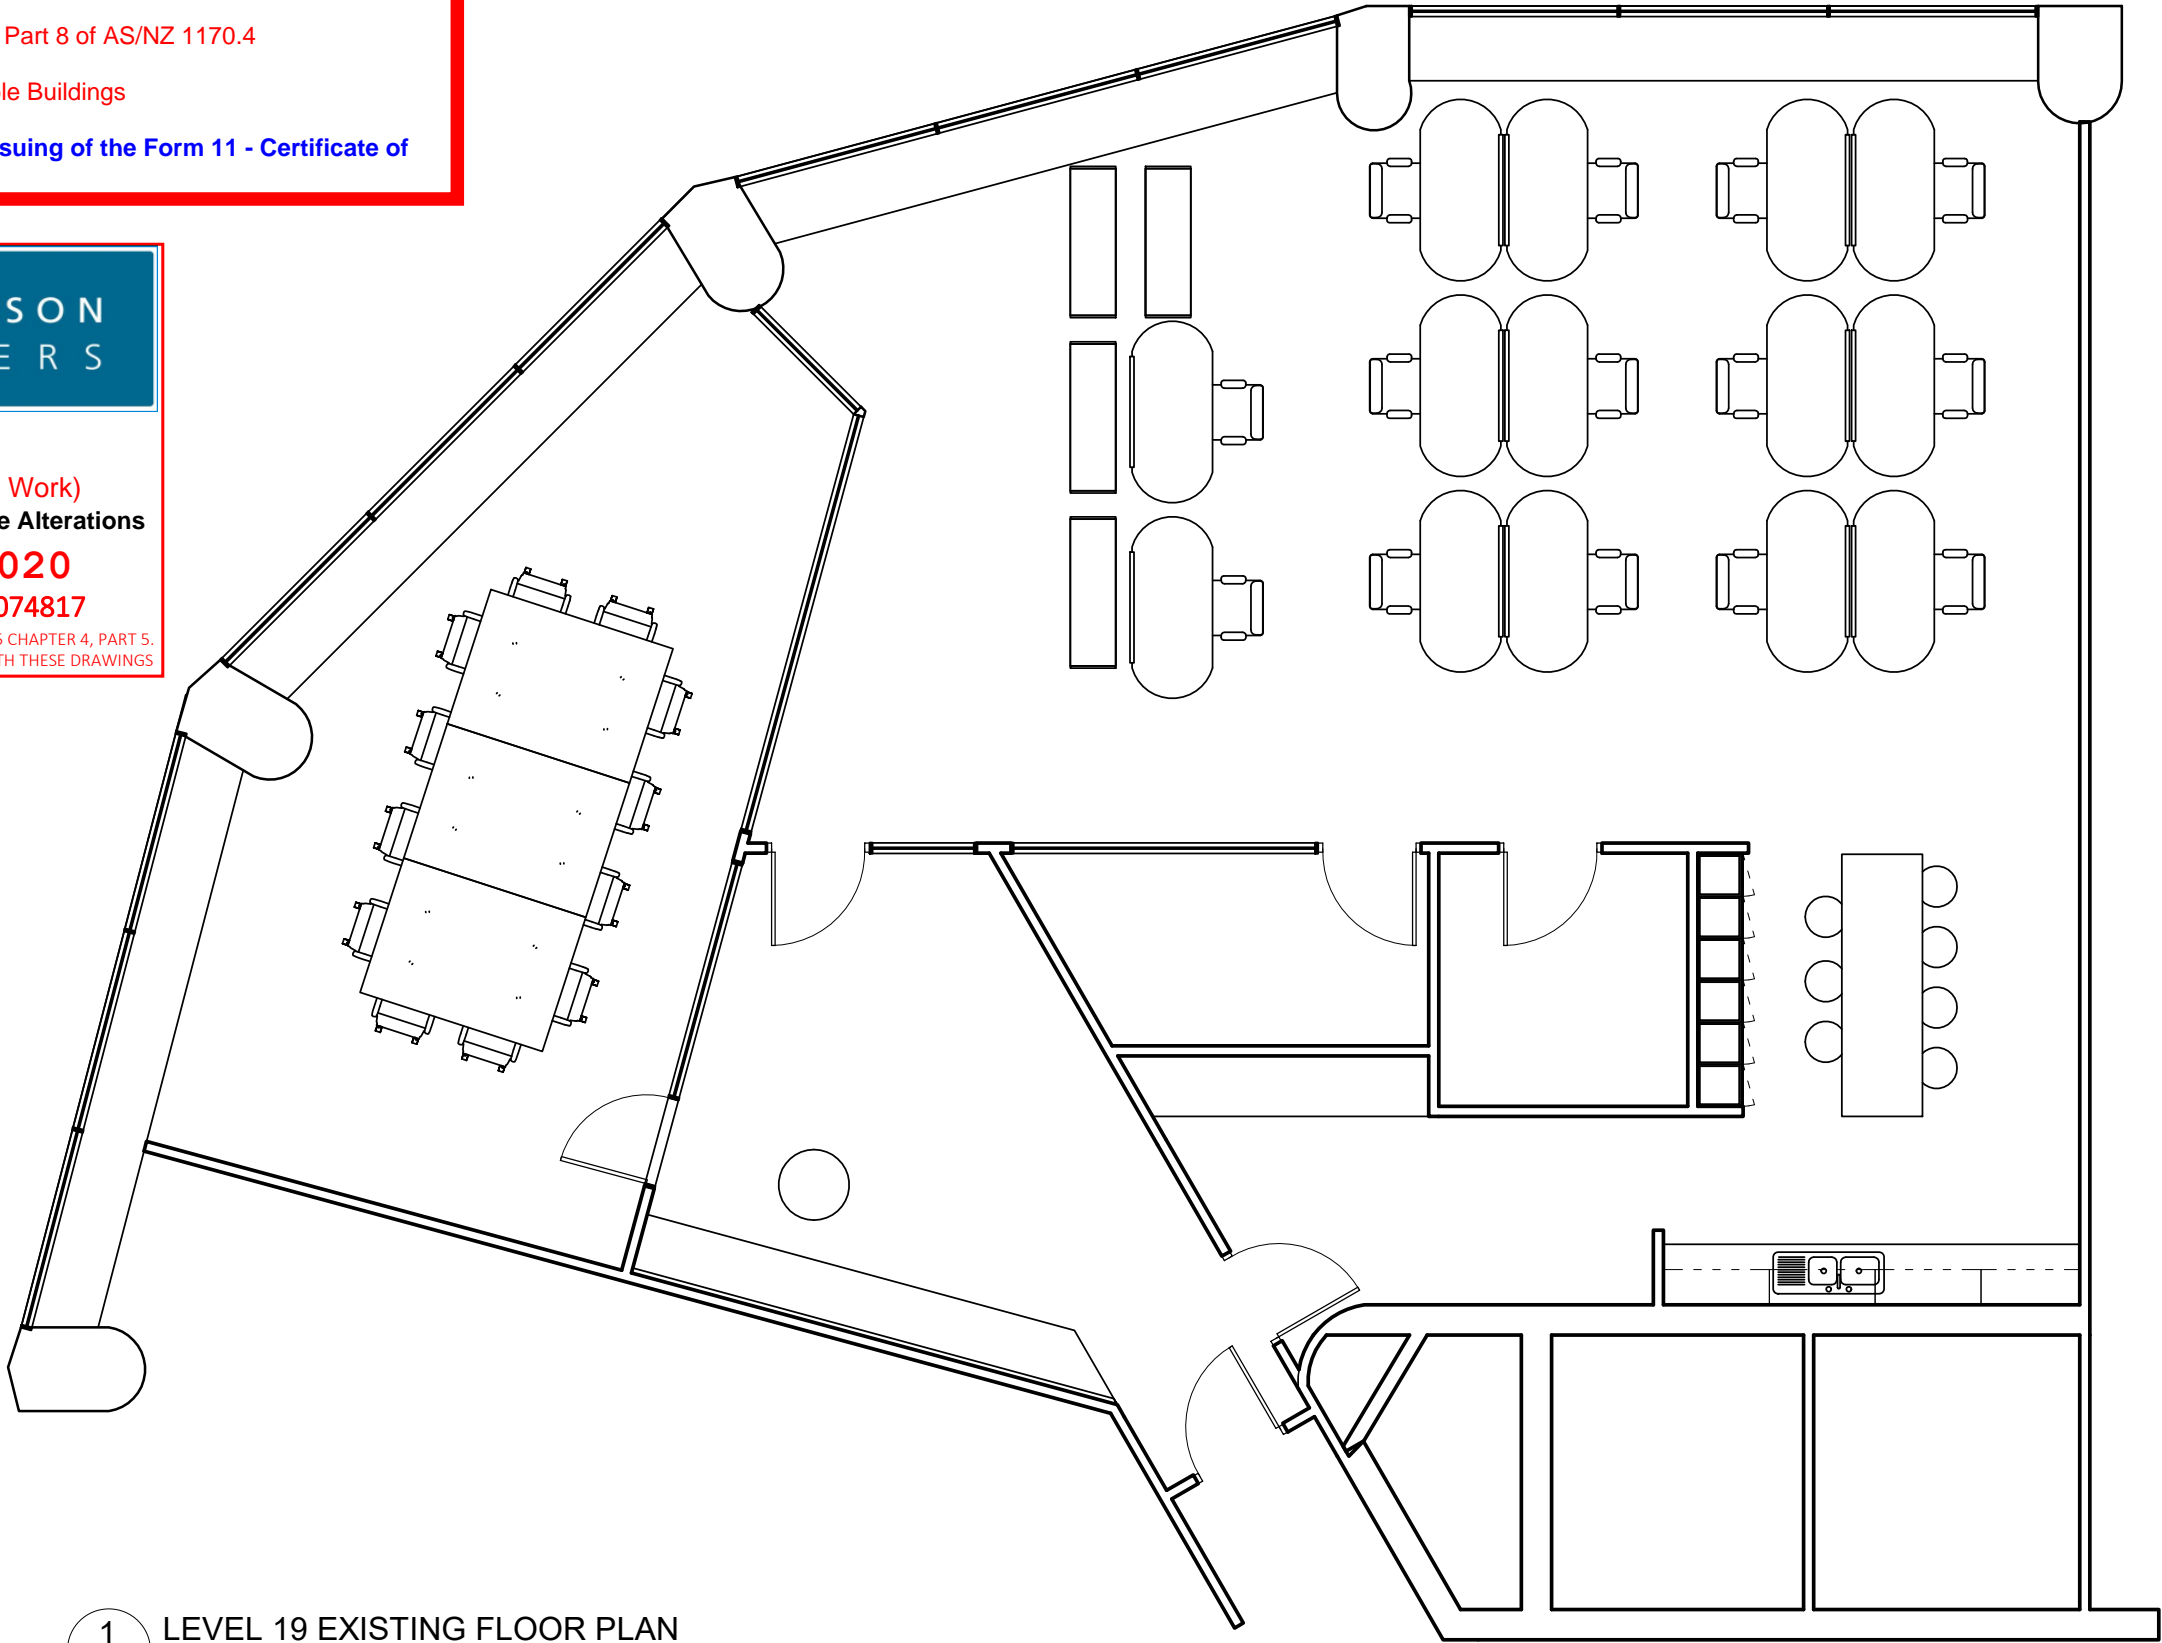 Part 8 of AS/NZ 1170.4
le Buildings
suing of the Form 11 - Certificate of
S O N
E R S
Work)
e Alterations
020
074817
CHAPTER 4, PART 5.
TH THESE DRAWINGS
1
LEVEL 19 EXISTING FLOOR PLAN